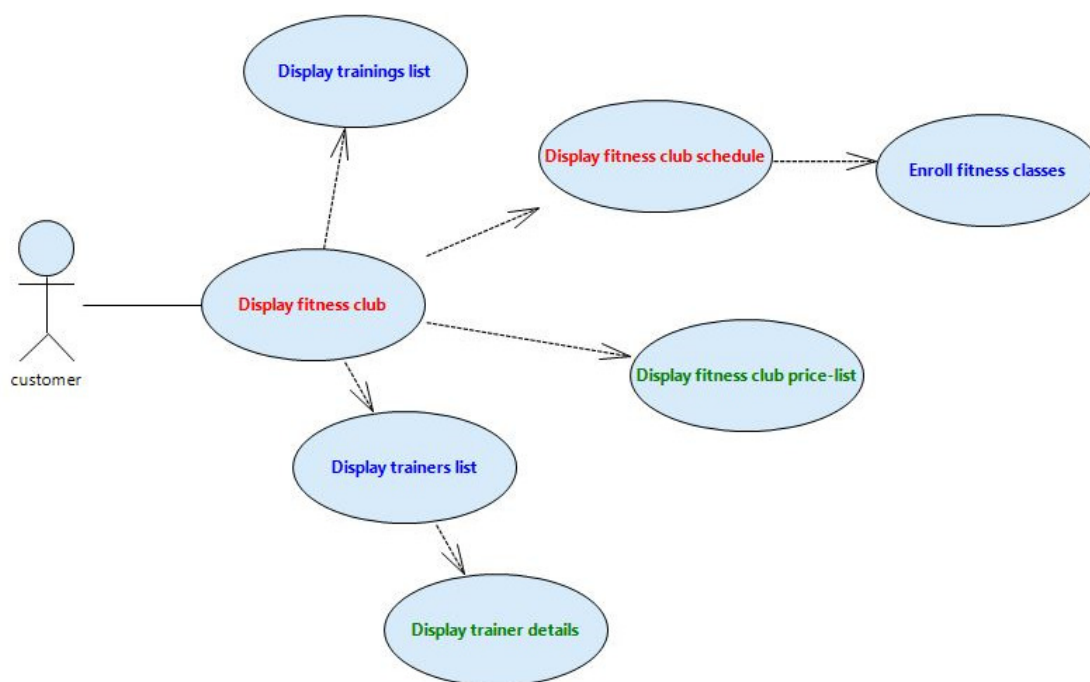 Display trainings list
Display fitness club schedule
Enroll fitness classes
Display fitness club
customer
Display fitness club price-list
Display trainers list
Display trainer details